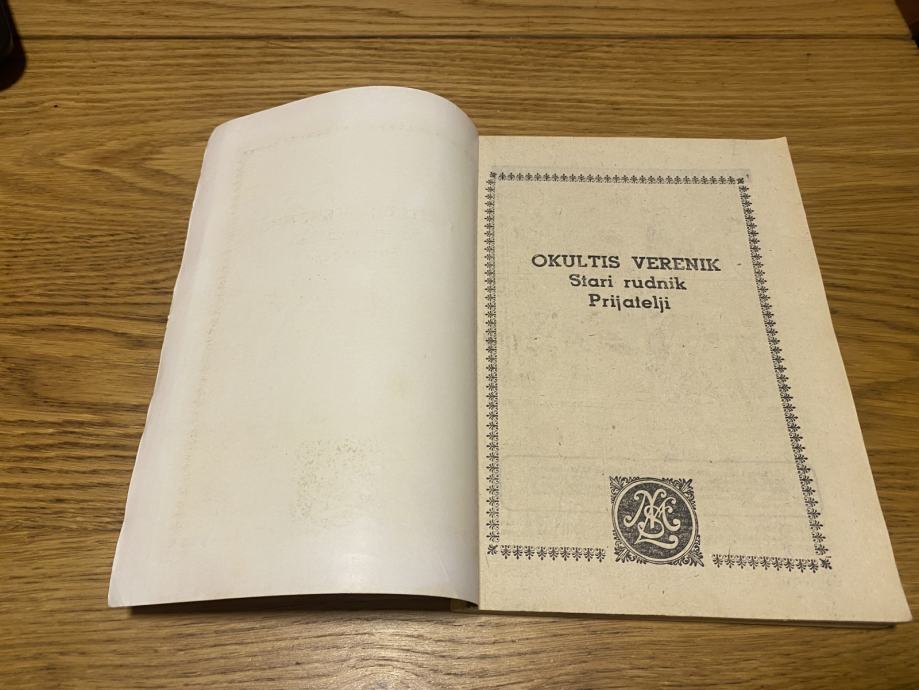 OKULTIS VERENIK
Stari rudnik
Prijatelji